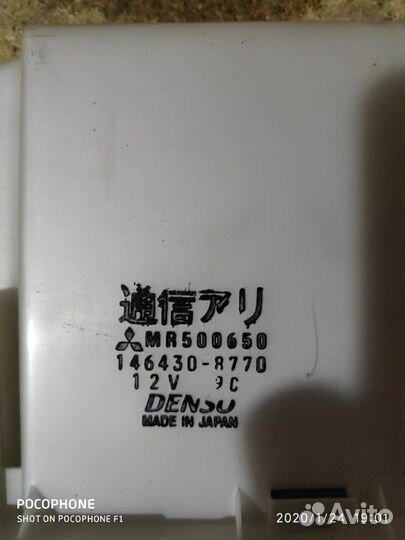 通信アリ
MR500650
146430-8770
12V 9C
DENSO
MADE IN JAPAN
POCOPHONE
SHOT ON POCOPHONE F1
2020/1/24 19:01
Avito